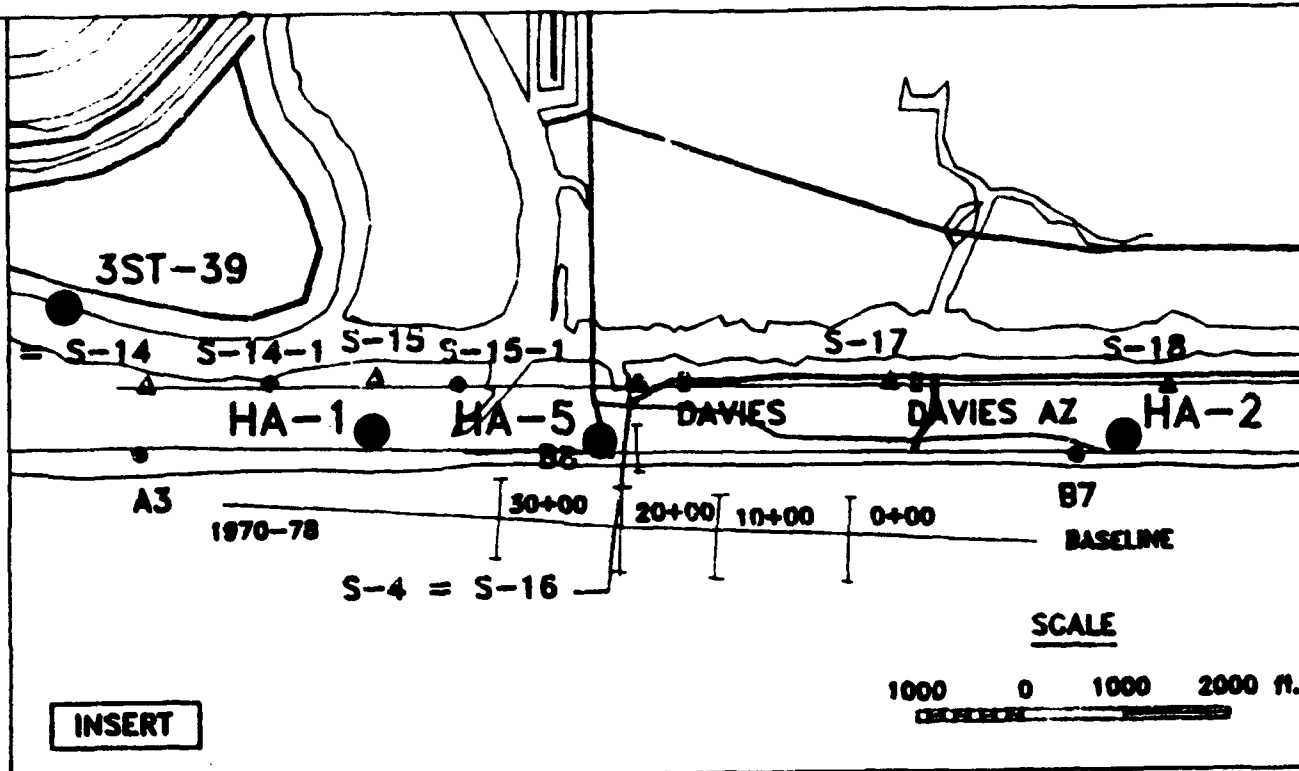 3ST-39
= S-14 S-14-1 S-15 S-15-1 S-17 S-18
HA-1 HA-5 DAVIES DAVIES AZ HA-2
A3 B7
30+00 20+00 10+00 0+00
1970-78 BASELINE
S-4 = S-16
SCALE
1000 0 1000 2000 ft.
INSERT